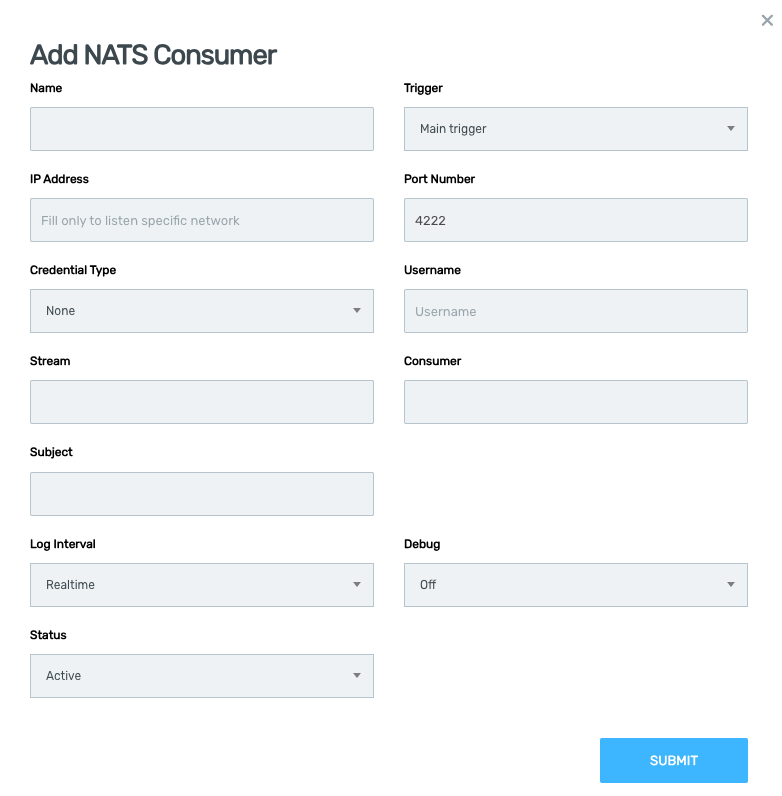 Add NATS Consumer
Name
Trigger
Main trigger
IP Address
Port Number
Fill only to listen specific network
4222
Credential Type
Username
None
Username
Stream
Consumer
Subject
Log Interval
Debug
Realtime
Off
Status
Active
SUBMIT